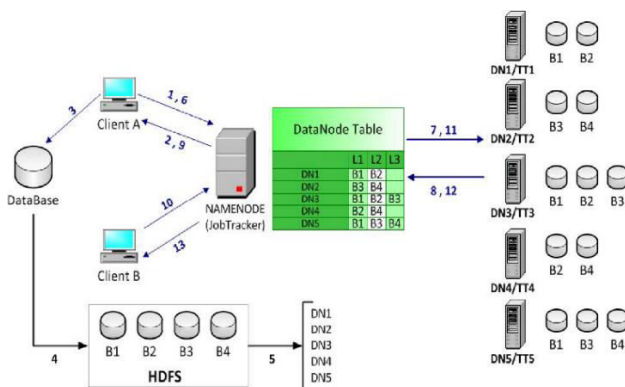 1, 6
3
Client A
2, 9
DataBase
10
NAMENODE
(JobTracker)
13
Client B
4
B1 B2 B3 B4
HDFS
5
DN1
DN2
DN3
DN4
DN5
DataNode Table
L1 L2 L3
DN1 B1 B2
DN2 B3 B4
DN3 B1 B2 B3
DN4 B2 B4
DN5 B1 B3 B4
7, 11
8, 12
B1 B2
DN1/TT1
B3 B4
DN2/TT2
B1 B2 B3
DN3/TT3
B2 B4
DN4/TT4
B1 B3 B4
DN5/TT5